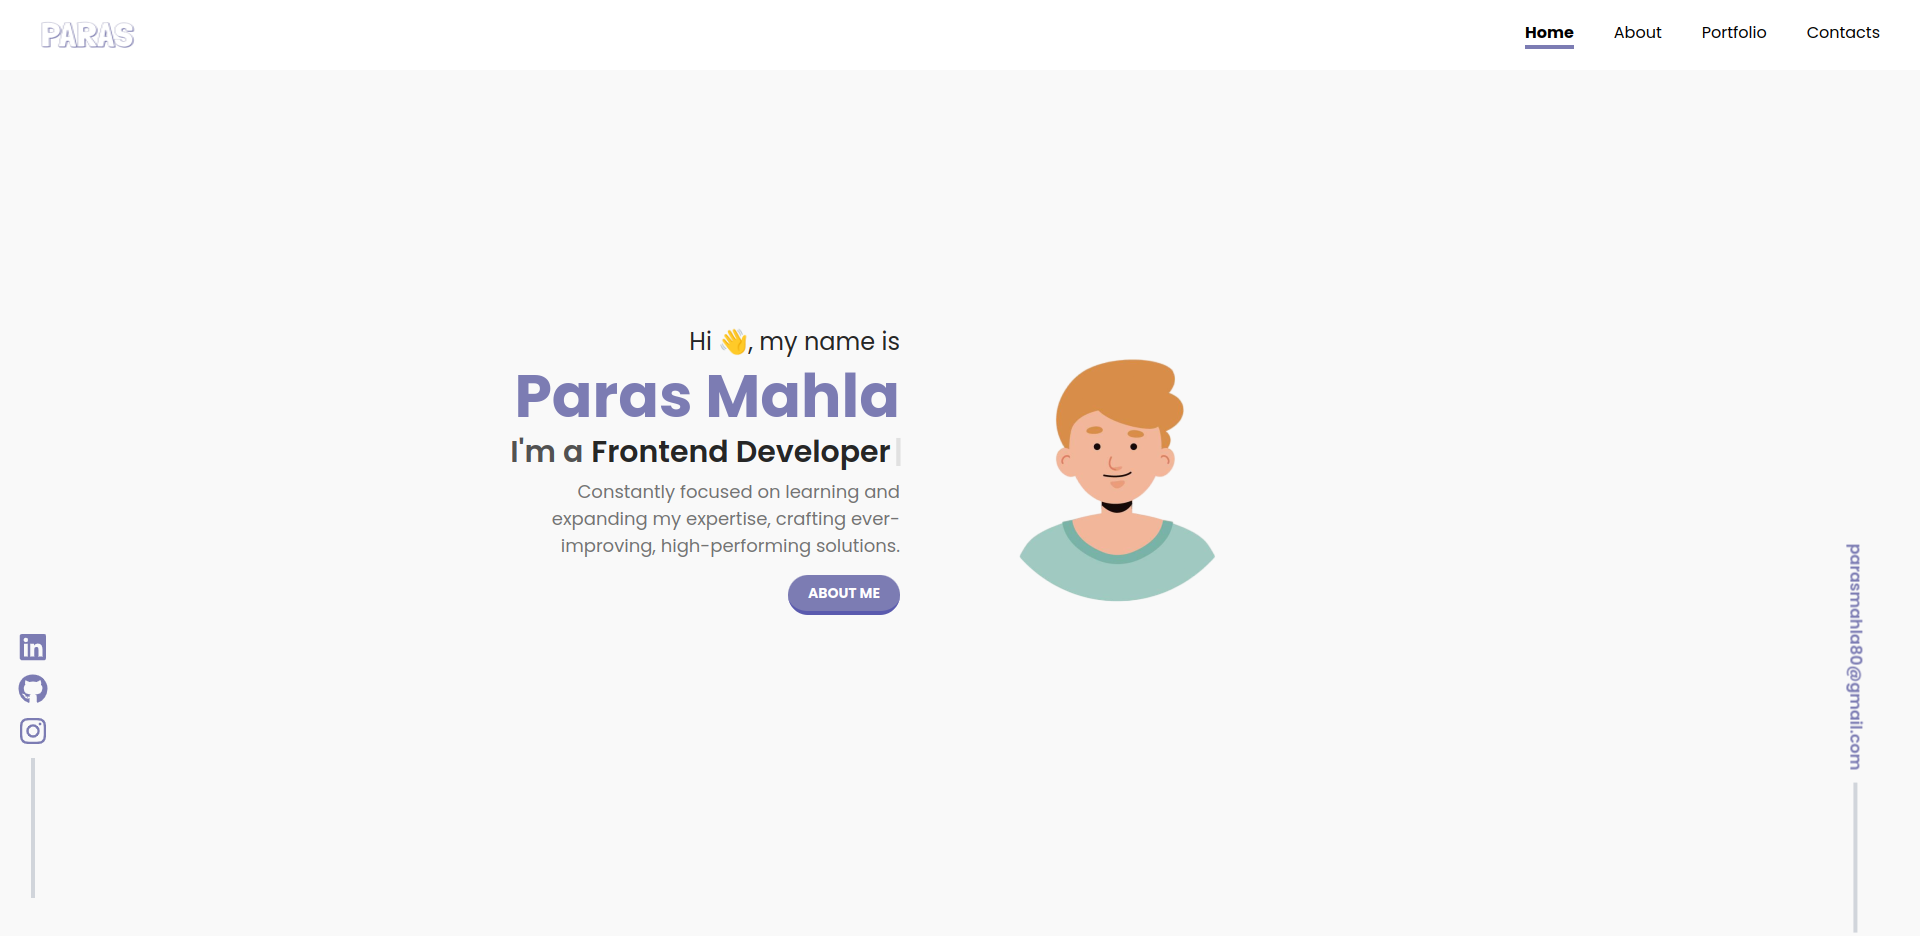 PARAS
Home
About
Portfolio
Contacts
Hi 👋, my name is
Paras Mahla
I'm a Frontend Developer
Constantly focused on learning and
expanding my expertise, crafting ever-
improving, high-performing solutions.
ABOUT ME
in
parasmahla80@gmail.com